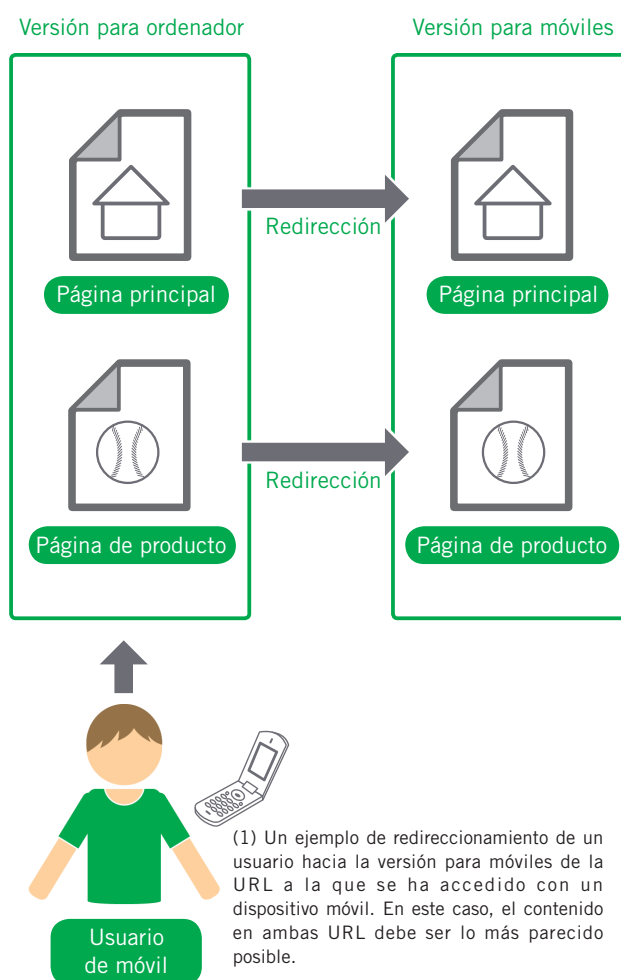 Versión para ordenador
Versión para móviles
Redirección
Página principal
Página principal
Redirección
Página de producto
Página de producto
(1) Un ejemplo de redireccionamiento de un
usuario hacia la versión para móviles de la
URL a la que se ha accedido con un
dispositivo móvil. En este caso, el contenido
en ambas URL debe ser lo más parecido
posible.
Usuario
de móvil